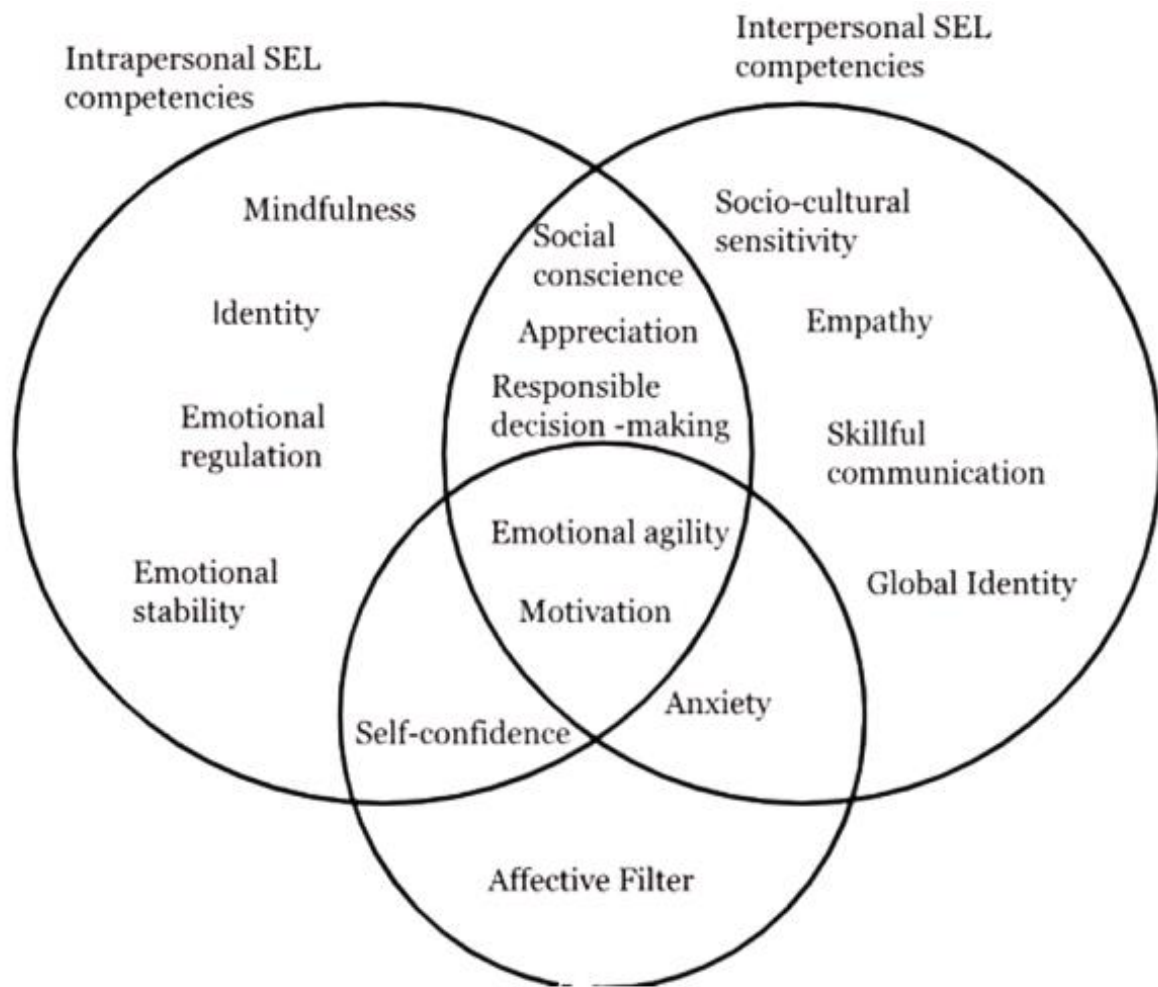 Intrapersonal SEL
competencies
Interpersonal SEL
competencies
Mindfulness
Identity
Emotional
regulation
Emotional
stability
Social
conscience
Appreciation
Responsible
decision -making
Socio-cultural
sensitivity
Empathy
Skillful
communication
Global Identity
Emotional agility
Motivation
Self-confidence
Anxiety
Affective Filter